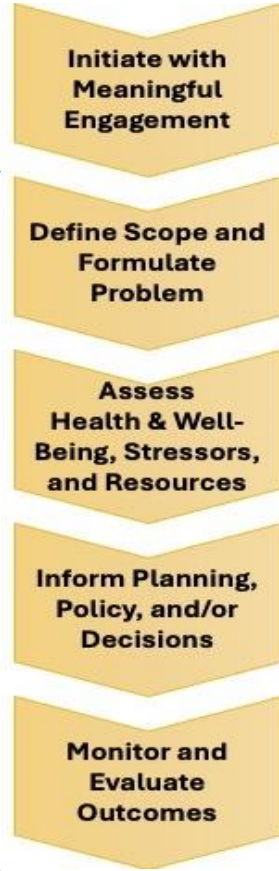 Initiate with
Meaningful
Engagement
Define Scope and
Formulate
Problem
Assess
Health & Well-
Being, Stressors,
and Resources
Inform Planning,
Policy, and/or
Decisions
Monitor and
Evaluate
Outcomes